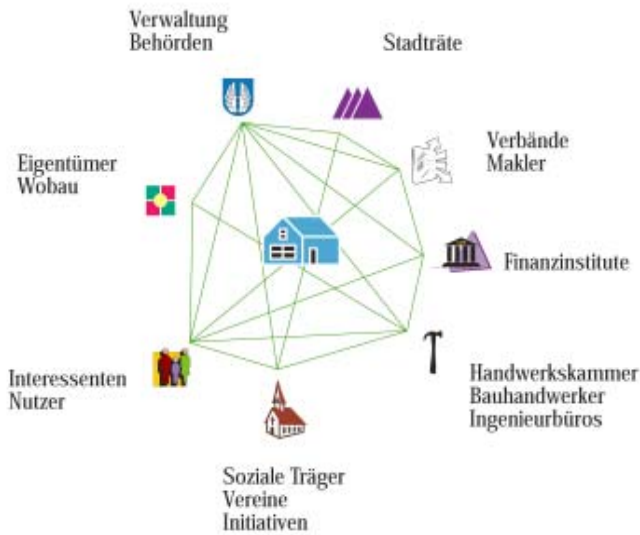 Verwaltung
Behörden
Stadträte
Verbände
Makler
Eigentümer
Wobau
Finanzinstitute
Interessenten
Nutzer
Handwerkskammer
Bauhandwerker
Ingenieurbüros
Soziale Träger
Vereine
Initiativen